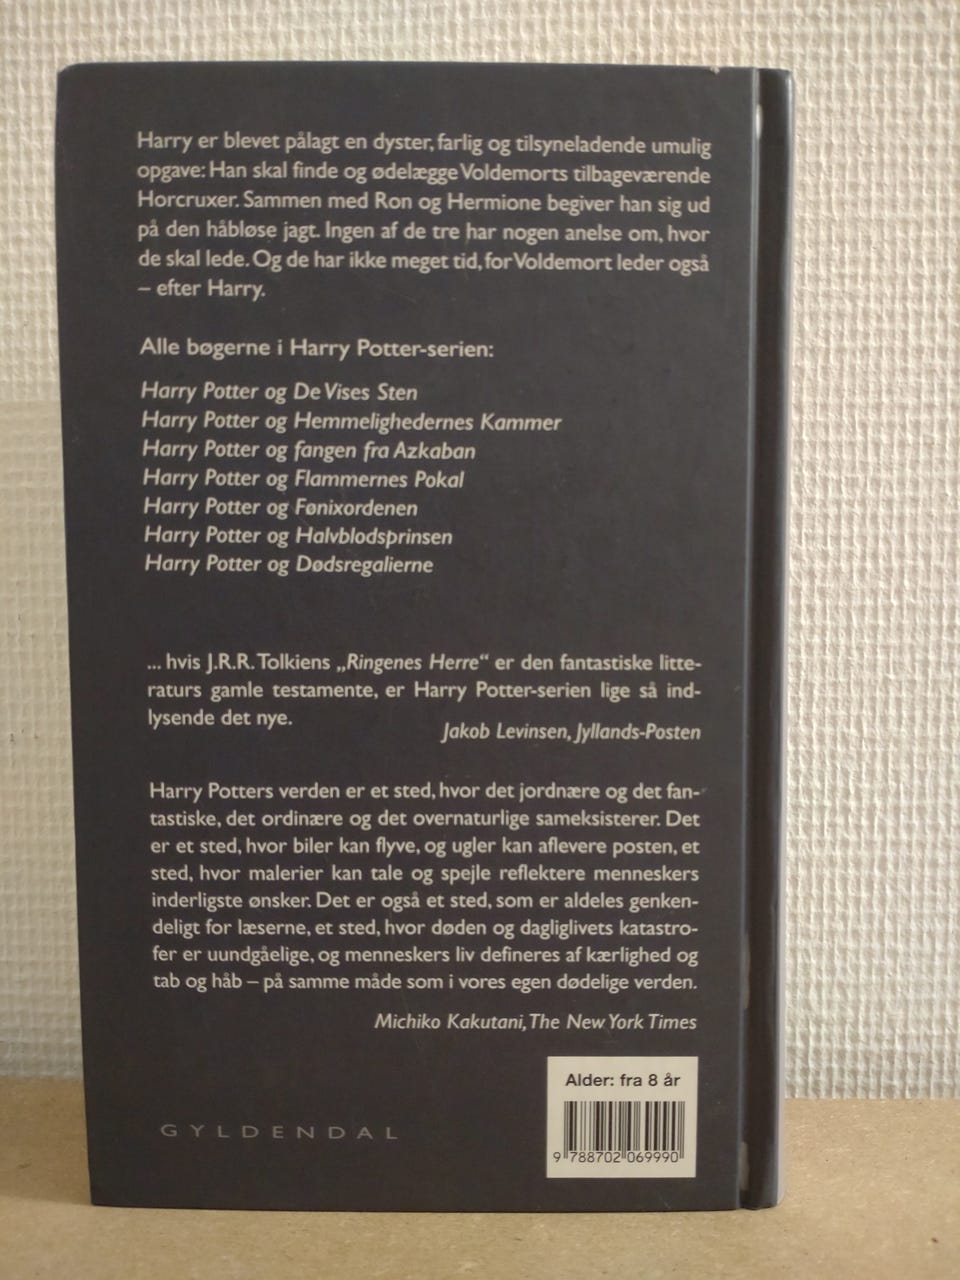 Harry er blevet pålagt en dyster, farlig og tilsyneladende umulig
opgave: Han skal finde og ødelægge Voldemorts tilbageværende
Horcruxer. Sammen med Ron og Hermione begiver han sig ud
på den håbløse jagt. Ingen af de tre har nogen anelse om, hvor
de skal lede. Og de har ikke meget tid, for Voldemort leder også
– efter Harry.
Alle bøgerne i Harry Potter-serien:
Harry Potter og De Vises Sten
Harry Potter og Hemmelighedernes Kammer
Harry Potter og fangen fra Azkaban
Harry Potter og Flammernes Pokal
Harry Potter og Fønixordenen
Harry Potter og Halvblodsprinsen
Harry Potter og Dødsregalierne
... hvis J.R.R. Tolkiens „Ringenes Herre“ er den fantastiske litte-
raturs gamle testamente, er Harry Potter-serien lige så ind-
lysende det nye.
Jakob Levinsen, Jyllands-Posten
Harry Potters verden er et sted, hvor det jordnære og det fan-
tastiske, det ordinære og det overnaturlige sameksisterer. Det
er et sted, hvor biler kan flyve, og ugler kan aflevere posten, et
sted, hvor malerier kan tale og spejle reflektere menneskers
inderligste ønsker. Det er også et sted, som er aldeles genken-
deligt for læserne, et sted, hvor døden og dagliglivets katastro-
fer er uundgåelige, og menneskers liv defineres af kærlighed og
tab og håb – på samme måde som i vores egen dødelige verden.
Michiko Kakutani, The New York Times
Alder: fra 8 år
GYLDENDAL
9 788702 069990